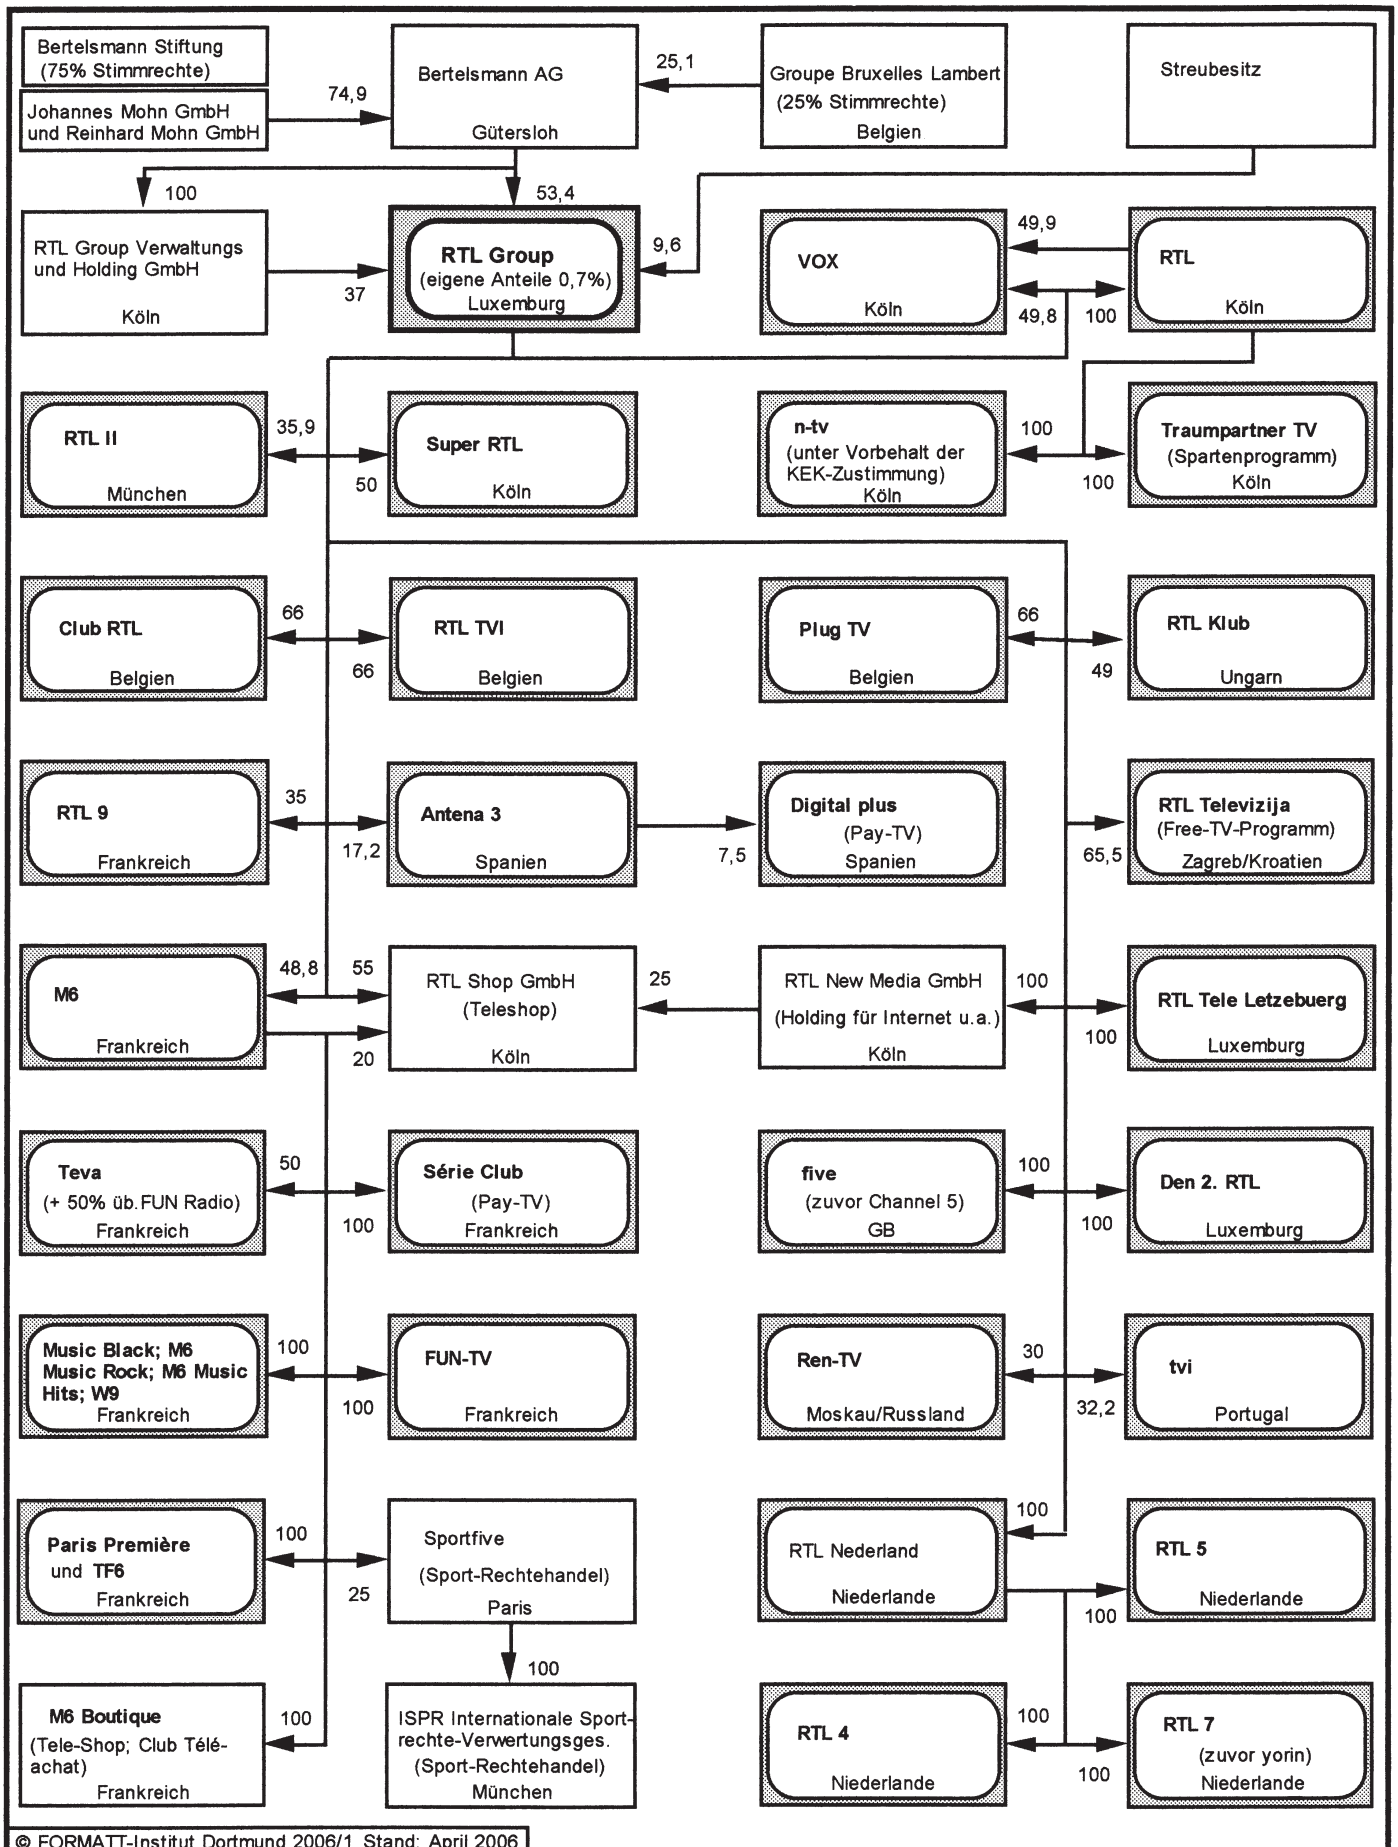 Bertelsmann Stiftung
(75% Stimmrechte)
Johannes Mohn GmbH
und Reinhard Mohn GmbH
74,9
Bertelsmann AG
Gütersloh
25,1
Groupe Bruxelles Lambert
(25% Stimmrechte)
Belgien
Streubesitz
100
53,4
RTL Group Verwaltungs
und Holding GmbH
Köln
37
RTL Group
(eigene Anteile 0,7%)
Luxemburg
9,6
VOX
Köln
49,9
49,8
100
RTL
Köln
RTL II
München
35,9
50
Super RTL
Köln
n-tv
(unter Vorbehalt der
KEK-Zustimmung)
Köln
100
100
Traumpartner TV
(Spartenprogramm)
Köln
Club RTL
Belgien
66
66
RTL TVI
Belgien
Plug TV
Belgien
66
49
RTL Klub
Ungarn
RTL 9
Frankreich
35
17,2
Antena 3
Spanien
7,5
Digital plus
(Pay-TV)
Spanien
65,5
RTL Televizija
(Free-TV-Programm)
Zagreb/Kroatien
M6
Frankreich
48,8
55
20
RTL Shop GmbH
(Teleshop)
Köln
25
RTL New Media GmbH
(Holding für Internet u.a.)
Köln
100
100
RTL Tele Letzebuerg
Luxemburg
Teva
(+ 50% üb.FUN Radio)
Frankreich
50
100
Série Club
(Pay-TV)
Frankreich
five
(zuvor Channel 5)
GB
100
100
Den 2. RTL
Luxemburg
Music Black; M6
Music Rock; M6 Music
Hits; W9
Frankreich
100
100
FUN-TV
Frankreich
Ren-TV
Moskau/Russland
30
32,2
tvi
Portugal
Paris Première
und TF6
Frankreich
100
25
Sportfive
(Sport-Rechtehandel)
Paris
RTL Nederland
Niederlande
100
100
RTL 5
Niederlande
M6 Boutique
(Tele-Shop; Club Télé-
achat)
Frankreich
100
100
ISPR Internationale Sport-
rechte-Verwertungsges.
(Sport-Rechtehandel)
München
RTL 4
Niederlande
100
100
RTL 7
(zuvor yorin)
Niederlande
© FORMATT-Institut Dortmund 2006/1 Stand: April 2006